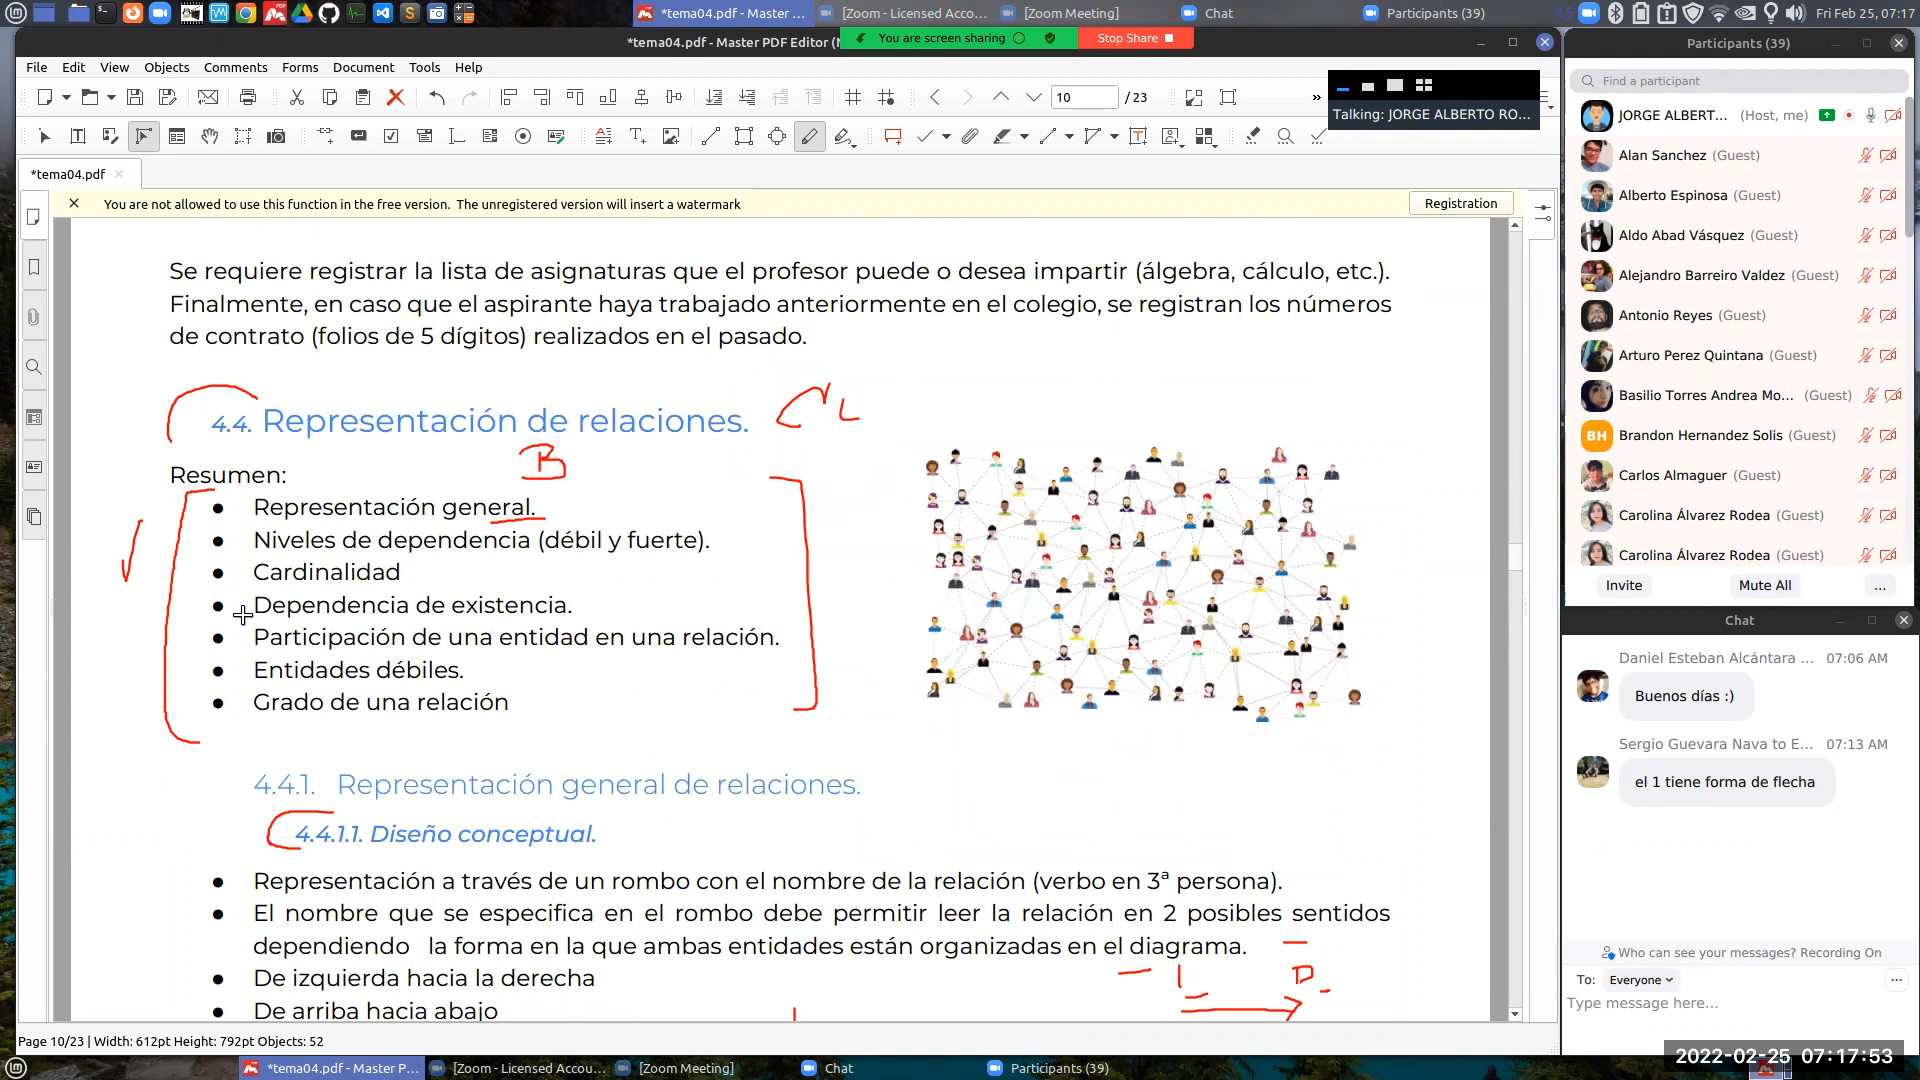 *tema04.pdf - Master ...
[Zoom - Licensed Acco...
[Zoom Meeting]
Chat
Participants (39)
Fri Feb 25, 07:17
*tema04.pdf - Master PDF Editor (
You are screen sharing
Stop Share
File Edit View Objects Comments Forms Document Tools Help
10 / 23
Talking: JORGE ALBERTO RO...
*tema04.pdf
You are not allowed to use this function in the free version. The unregistered version will insert a watermark
Registration
Se requiere registrar la lista de asignaturas que el profesor puede o desea impartir (álgebra, cálculo, etc.).
Finalmente, en caso que el aspirante haya trabajado anteriormente en el colegio, se registran los números
de contrato (folios de 5 dígitos) realizados en el pasado.
4.4. Representación de relaciones.
L
B
Resumen:
● Representación general.
● Niveles de dependencia (débil y fuerte).
● Cardinalidad
● Dependencia de existencia.
● Participación de una entidad en una relación.
● Entidades débiles.
● Grado de una relación
4.4.1. Representación general de relaciones.
4.4.1.1. Diseño conceptual.
● Representación a través de un rombo con el nombre de la relación (verbo en 3ª persona).
● El nombre que se especifica en el rombo debe permitir leer la relación en 2 posibles sentidos
dependiendo la forma en la que ambas entidades están organizadas en el diagrama.
● De izquierda hacia la derecha
I D
● De arriba hacia abajo
Page 10/23 | Width: 612pt Height: 792pt Objects: 52
Participants (39)
Find a participant
JORGE ALBERT... (Host, me)
Alan Sanchez (Guest)
Alberto Espinosa (Guest)
Aldo Abad Vásquez (Guest)
Alejandro Barreiro Valdez (Guest)
Antonio Reyes (Guest)
Arturo Perez Quintana (Guest)
Basilio Torres Andrea Mo... (Guest)
BH Brandon Hernandez Solis (Guest)
Carlos Almaguer (Guest)
Carolina Álvarez Rodea (Guest)
Carolina Álvarez Rodea (Guest)
Invite
Mute All
...
Chat
Daniel Esteban Alcántara ... 07:06 AM
Buenos días :)
Sergio Guevara Nava to E... 07:13 AM
el 1 tiene forma de flecha
Who can see your messages? Recording On
To: Everyone
Type message here...
2022-02-25 07:17:53
*tema04.pdf - Master P...
[Zoom - Licensed Accou...
[Zoom Meeting]
Chat
Participants (39)